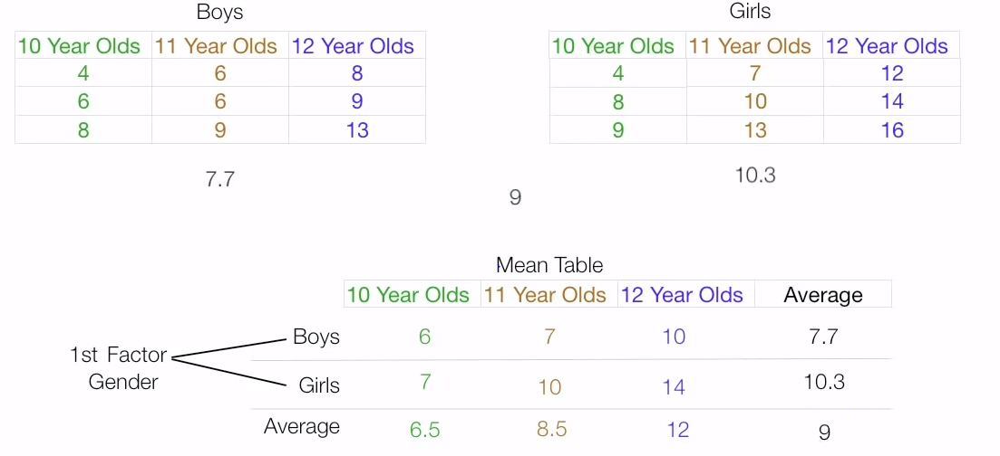 Boys Girls
10 Year Olds 11 Year Olds 12 Year Olds 10 Year Olds 11 Year Olds 12 Year Olds
4 6 8 4 7 12
6 6 9 8 10 14
8 9 13 9 13 16
7.7 10.3
9
Mean Table
10 Year Olds 11 Year Olds 12 Year Olds Average
Boys 6 7 10 7.7
1st Factor
Gender
Girls 7 10 14 10.3
Average 6.5 8.5 12 9